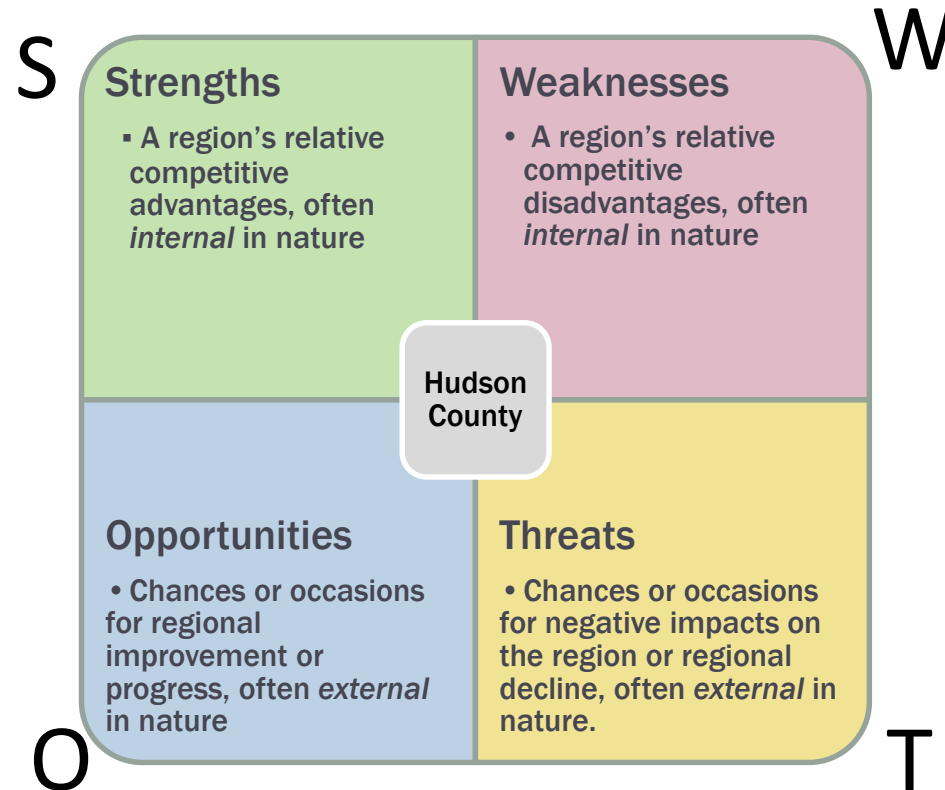 S
W
Strengths
▪ A region’s relative
competitive
advantages, often
internal in nature
Weaknesses
• A region’s relative
competitive
disadvantages, often
internal in nature
Hudson
County
Opportunities
• Chances or occasions
for regional
improvement or
progress, often external
in nature
Threats
• Chances or occasions
for negative impacts on
the region or regional
decline, often external in
nature.
O
T